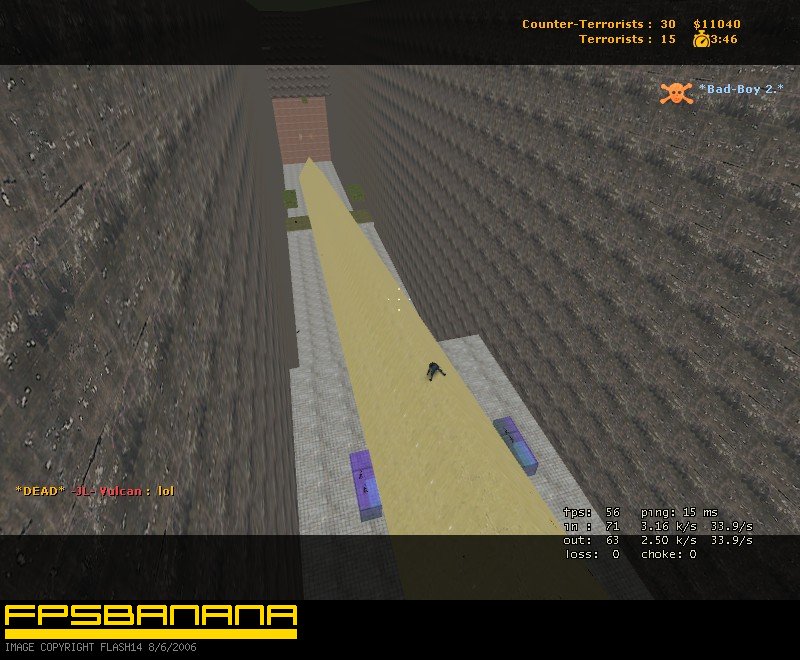 Counter-Terrorists : 30 $11040
Terrorists : 15 3:46
*Bad-Boy 2.*
*DEAD* -JL- Vulcan : lol
fps: 56 ping: 15 ms
in : 71 3.16 k/s 33.9/s
out: 63 2.50 k/s 33.9/s
loss: 0 choke: 0
FPSBANANA
IMAGE COPYRIGHT FLASH14 8/6/2006